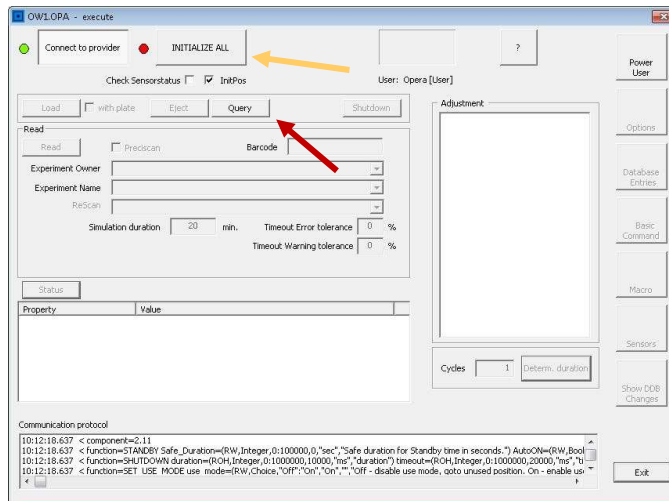 OW1.OPA - execute
Connect to provider
INITIALIZE ALL
?
Power User
Check Sensorstatus
InitPos
User: Opera [User]
Load
with plate
Eject
Query
Shutdown
Adjustment
Options
Read
Read
Preciscan
Barcode
Experiment Owner
Experiment Name
ReScan
Database Entries
Simulation duration 20 min. Timeout Error tolerance 0 %
Timeout Warning tolerance 0 %
Basic Command
Status
Macro
Property Value
Sensors
Cycles 1 Determ. duration
Show DDB Changes
Communication protocol
10:12:18.637 < component=2.11
10:12:18.637 < function=STANDBY Safe_Duration=(RW,Integer,0:100000,0,"sec","Safe duration for Standby time in seconds.") AutoON=(RW,Bool
10:12:18.637 < function=SHUTDOWN duration=(ROH,Integer,0:1000000,10000,"ms","duration") timeout=(ROH,Integer,0:1000000,20000,"ms","ti
10:12:18.637 < function=SET USE MODE use mode=(RW,Choice,"Off":"On","On","","Off - disable use mode, goto unused position. On - enable use
Exit